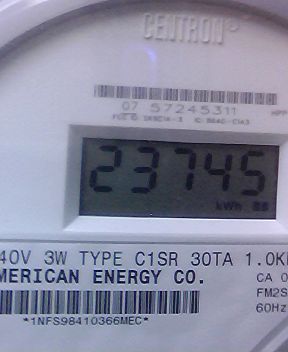 CENTRON®
07 57245311
23745
kWh 88
40V 3W TYPE C1SR 30TA 1.0K
MERICAN ENERGY CO.
CA 0
FM2S
60Hz
*1NFS98410366MEC*